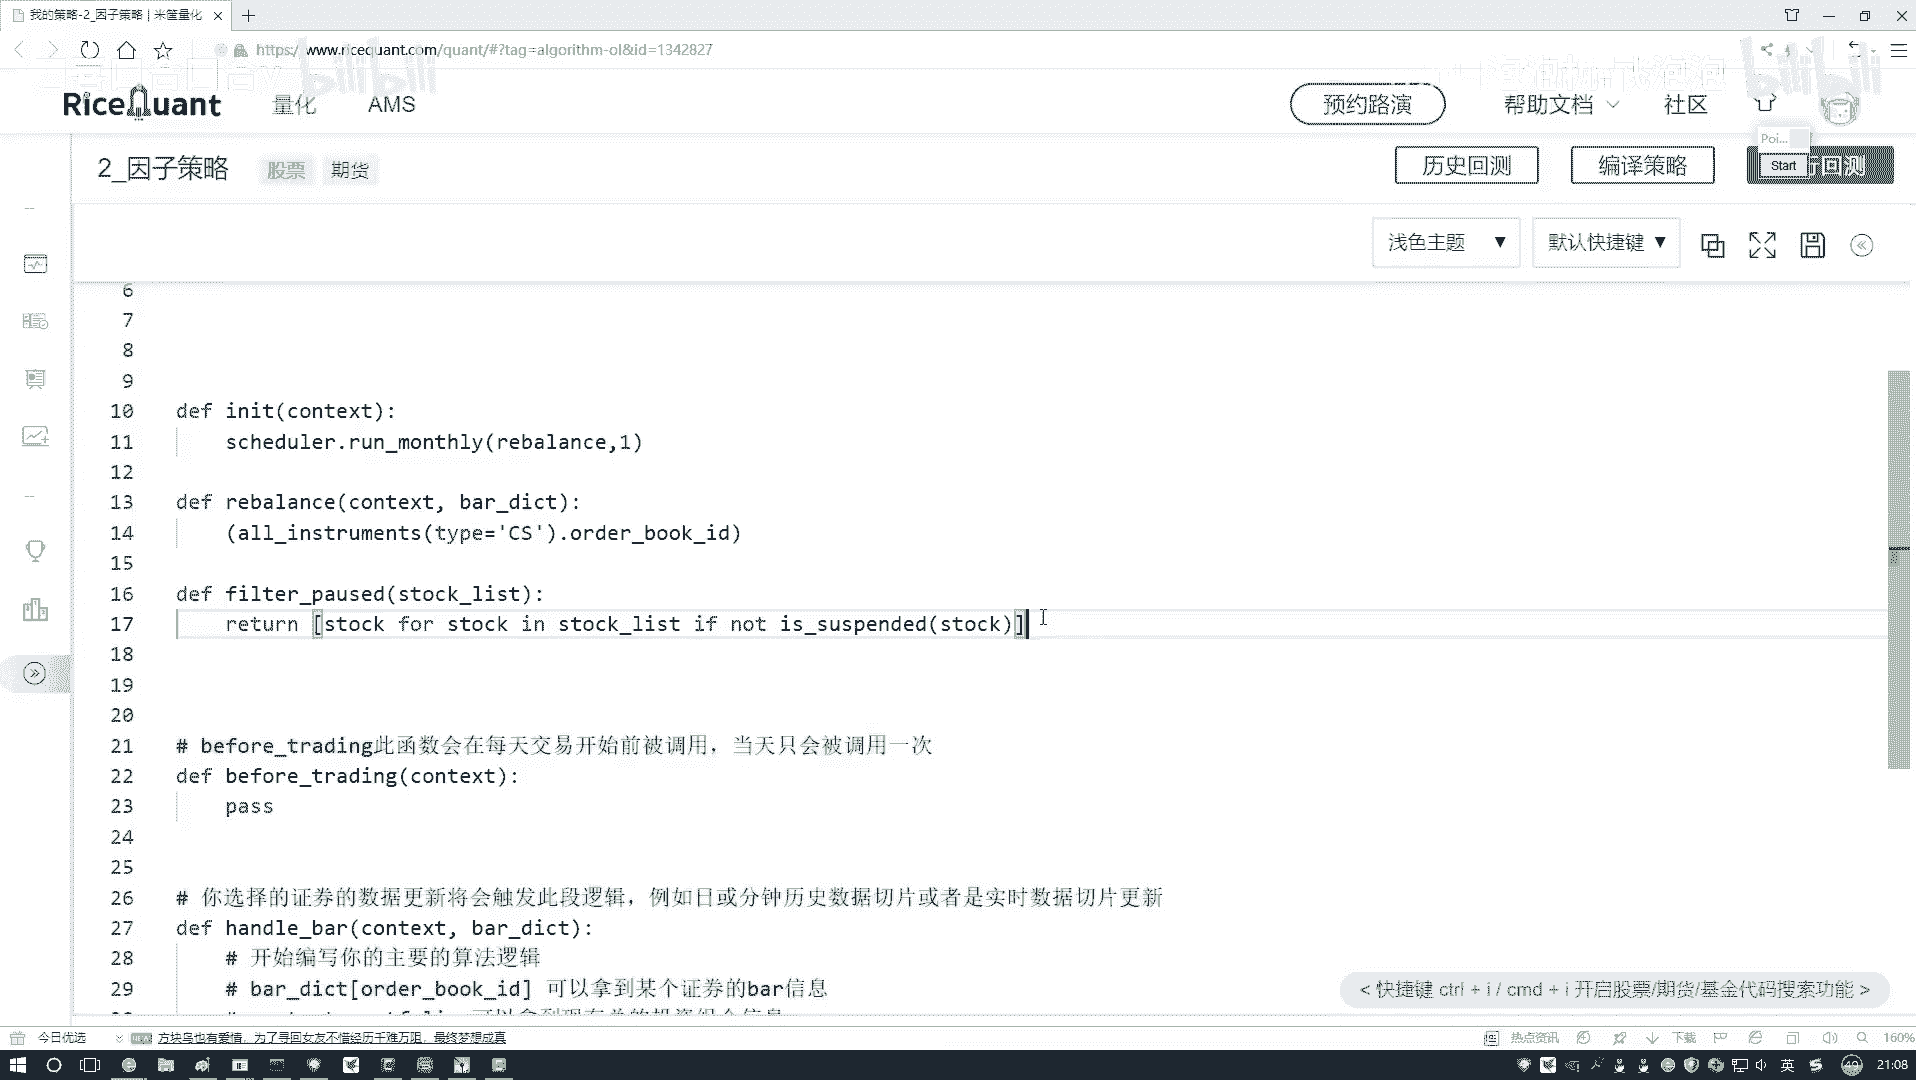 我的策略-2_因子策略 | 米筐量化
https://www.ricequant.com/quant/#?tag=algorithm-ol&id=1342827
bilibili
bilibili
RiceQuant 量化 AMS 预约路演 帮助文档 社区
Poi...
2_因子策略 股票 期货 历史回测 编译策略 Start 回测
浅色主题 ▼ 默认快捷键 ▼
6
7
8
9
10 def init(context):
11 scheduler.run_monthly(rebalance,1)
12
13 def rebalance(context, bar_dict):
14 (all_instruments(type='CS').order_book_id)
15
16 def filter_paused(stock_list):
17 return [stock for stock in stock_list if not is_suspended(stock)]
18
19
20
21 # before_trading此函数会在每天交易开始前被调用，当天只会被调用一次
22 def before_trading(context):
23 pass
24
25
26 # 你选择的证券的数据更新将会触发此段逻辑，例如日或分钟历史数据切片或者是实时数据切片更新
27 def handle_bar(context, bar_dict):
28 # 开始编写你的主要的算法逻辑
29 # bar_dict[order_book_id] 可以拿到某个证券的bar信息
< 快捷键 ctrl + i / cmd + i 开启股票/期货/基金代码搜索功能 >
今日优选 方块鸟也有爱情，为了寻回女友不惜经历千难万阻，最终梦想成真 热点资讯 下载 160%
英 49 21:08